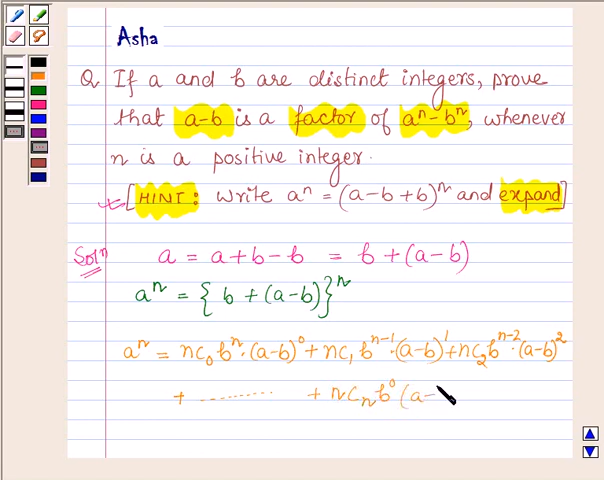 Asha
Q If a and b are distinct integers, prove
that a-b is a factor of aⁿ-bⁿ, whenever
n is a positive integer.
[HINT: Write aⁿ = (a-b+b)ⁿ and expand]
Solⁿ a = a+b-b = b+(a-b)
aⁿ = { b + (a-b)}ⁿ
aⁿ = nC₀bⁿ·(a-b)⁰ + nC₁bⁿ⁻¹·(a-b)¹ + nC₂bⁿ⁻²·(a-b)²
+ .............. + nCₙb⁰(a-